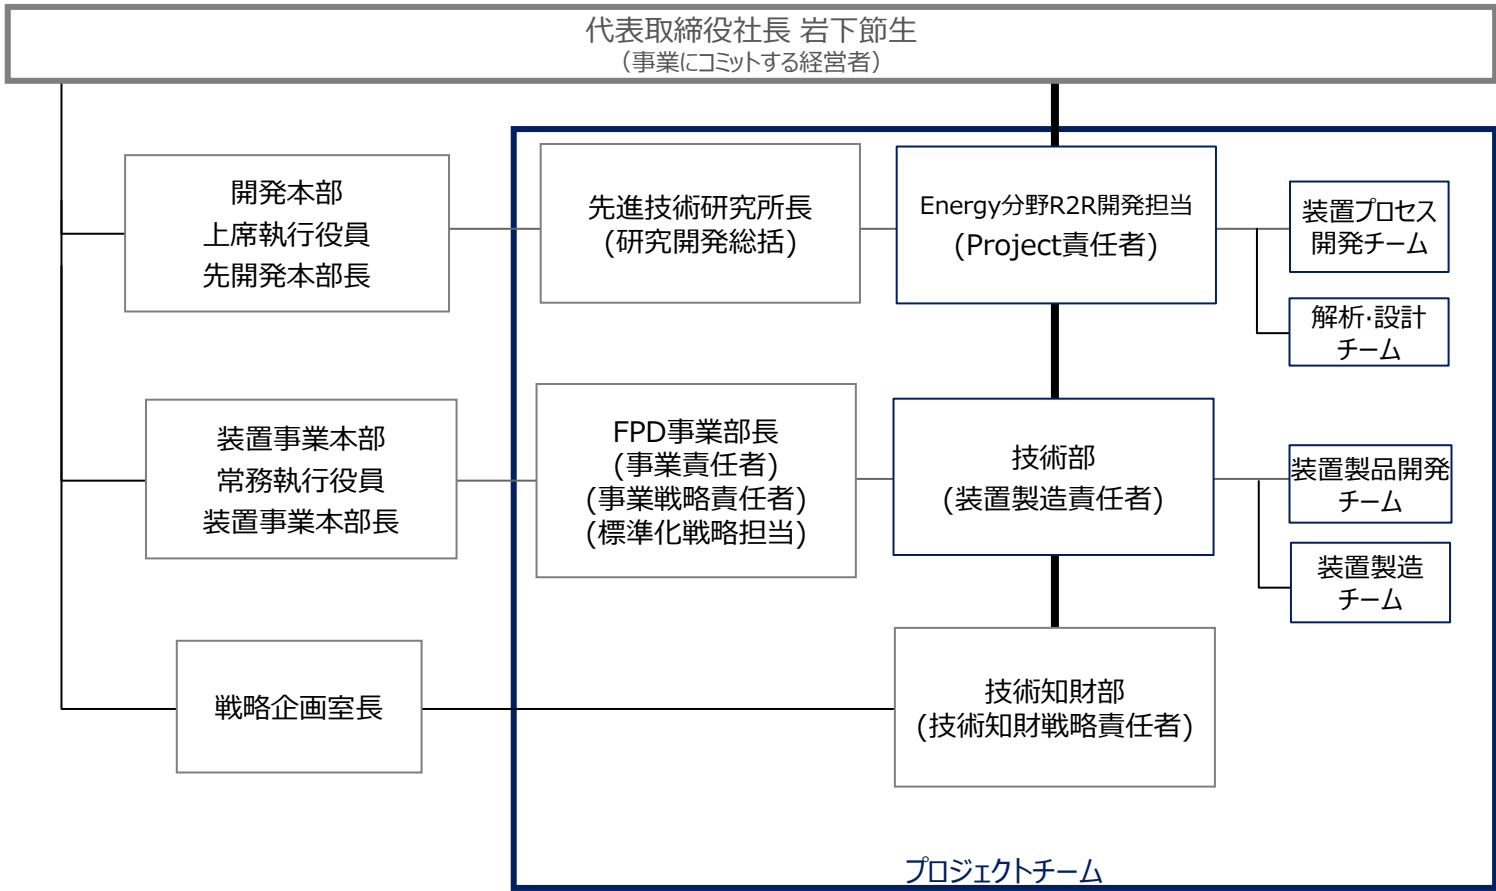 代表取締役社長 岩下節生
（事業にコミットする経営者）
開発本部
上席執行役員
先開発本部長
先進技術研究所長
(研究開発総括)
Energy分野R2R開発担当
(Project責任者)
装置プロセス
開発チーム
解析・設計
チーム
装置事業本部
常務執行役員
装置事業本部長
FPD事業部長
(事業責任者)
(事業戦略責任者)
(標準化戦略担当)
技術部
(装置製造責任者)
装置製品開発
チーム
装置製造
チーム
戦略企画室長
技術知財部
(技術知財戦略責任者)
プロジェクトチーム